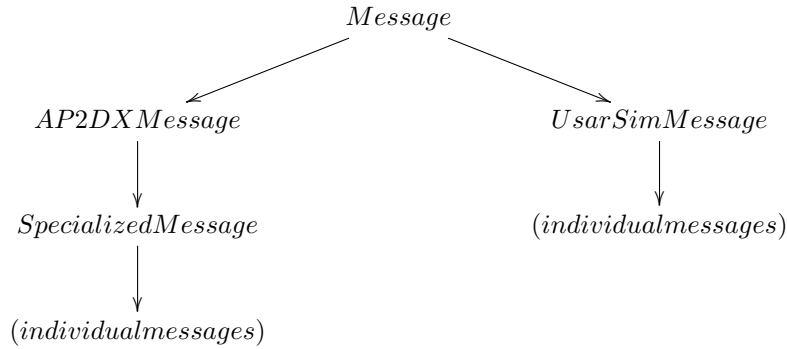 Message
AP2DXMessage UsarSimMessage
SpecializedMessage (individualmessages)
(individualmessages)